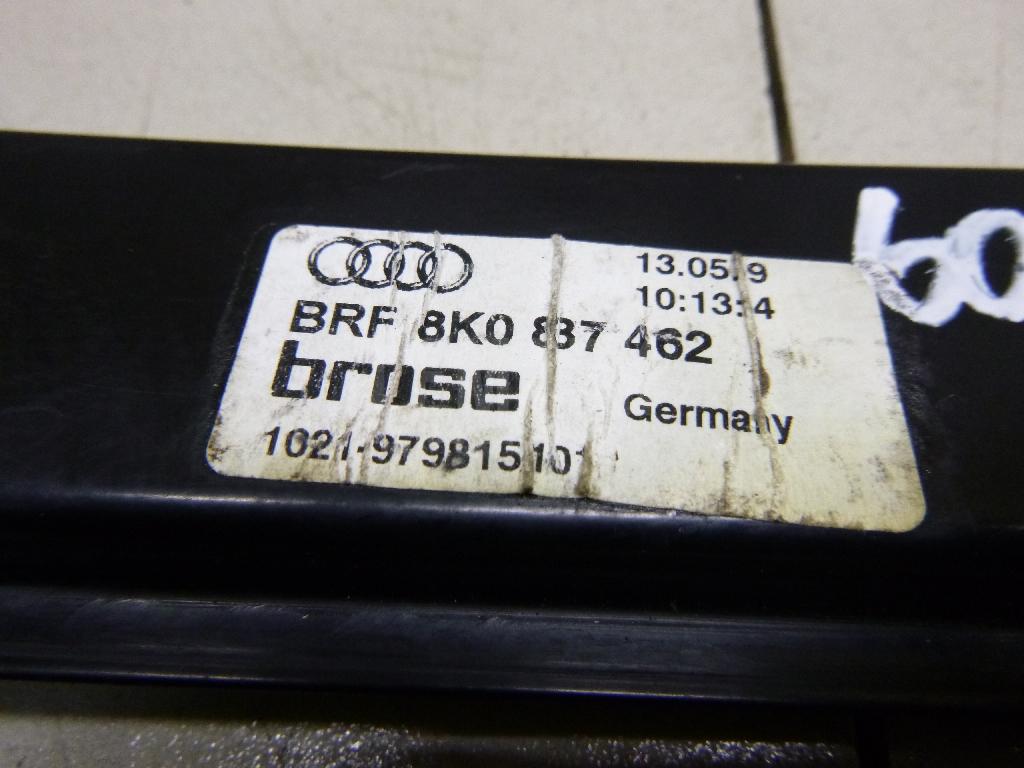 13.05.9
10:13:4
BRF 8K0 837 462
brose
Germany
1021-979815101